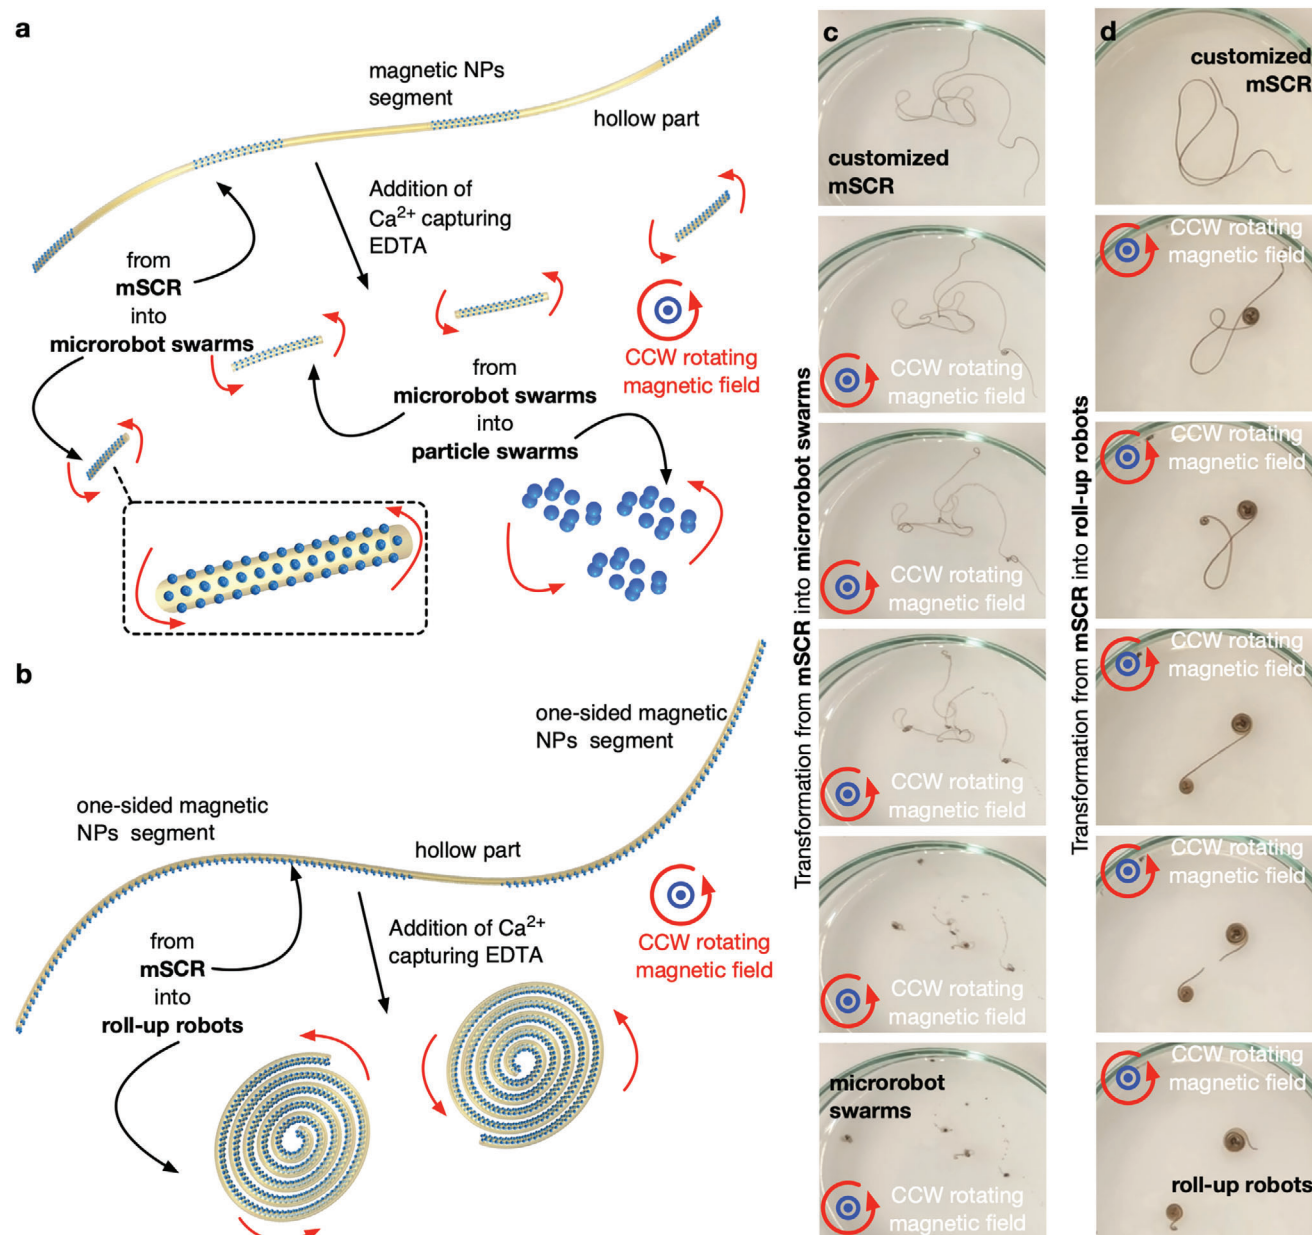 a
magnetic NPs
segment
hollow part
Addition of
Ca²⁺ capturing
EDTA
from
mSCR
into
microrobot swarms
CCW rotating
magnetic field
from
microrobot swarms
into
particle swarms
b
one-sided magnetic
NPs segment
one-sided magnetic
NPs segment
hollow part
Addition of Ca²⁺
capturing EDTA
CCW rotating
magnetic field
from
mSCR
into
roll-up robots
c
Transformation from mSCR into microrobot swarms
customized
mSCR
CCW rotating
magnetic field
CCW rotating
magnetic field
CCW rotating
magnetic field
CCW rotating
magnetic field
microrobot
swarms
CCW rotating
magnetic field
d
Transformation from mSCR into roll-up robots
customized
mSCR
CCW rotating
magnetic field
CCW rotating
magnetic field
CCW rotating
magnetic field
CCW rotating
magnetic field
CCW rotating
magnetic field
roll-up robots